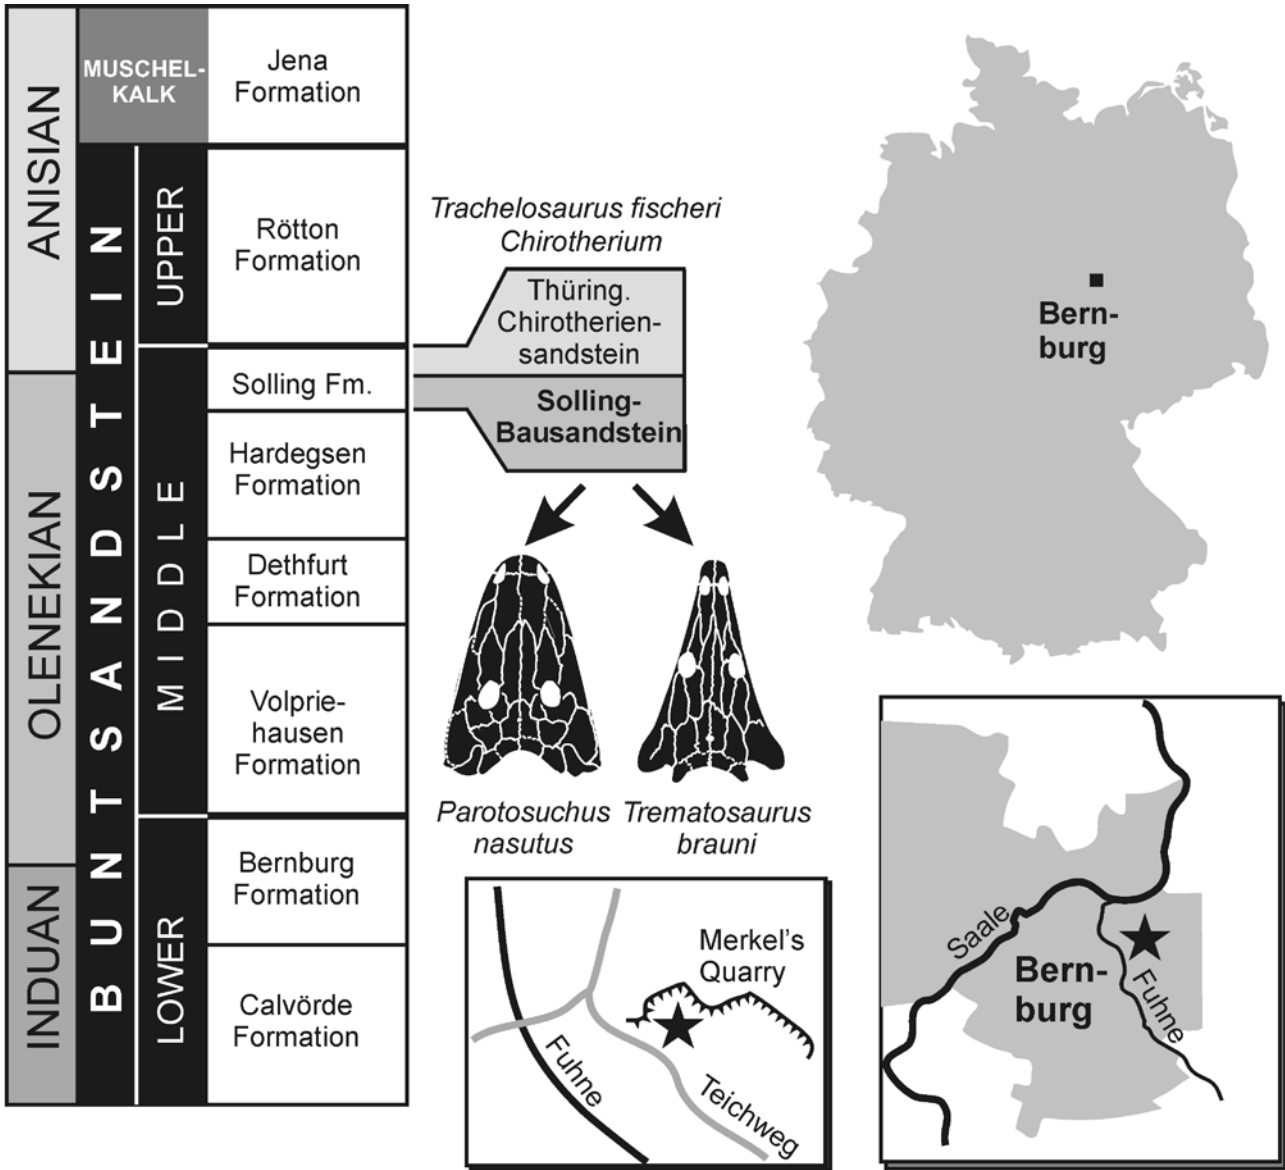 ANISIAN
OLENEKIAN
INDUAN
MUSCHEL-
KALK
BUNTSANDSTEIN
UPPER
MIDDLE
LOWER
Jena
Formation
Rötton
Formation
Solling Fm.
Hardegsen
Formation
Dethfurt
Formation
Volprie-
hausen
Formation
Bernburg
Formation
Calvörde
Formation
Trachelosaurus fischeri
Chirotherium
Thüring.
Chirotherien-
sandstein
Solling-
Bausandstein
Parotosuchus
nasutus
Trematosaurus
brauni
Merkel's
Quarry
Fuhne
Teichweg
Bern-
burg
Saale
Bern-
burg
Fuhne